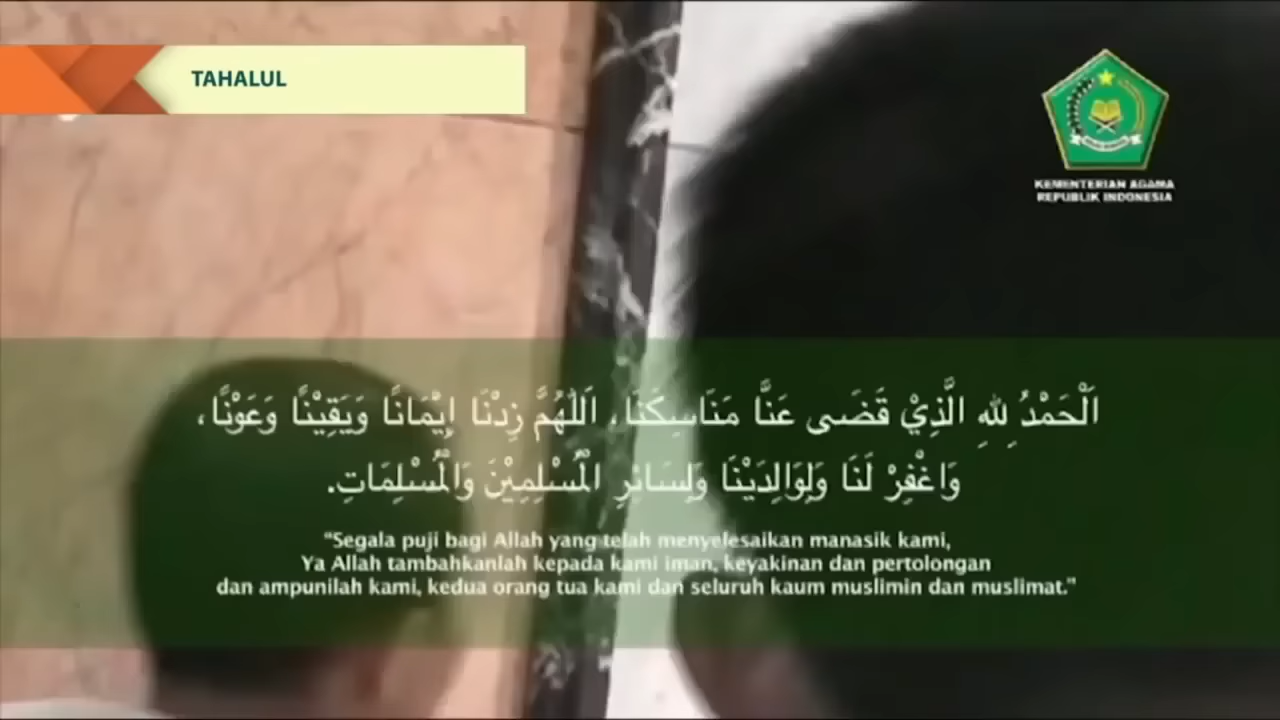 TAHALUL
KEMENTERIAN AGAMA
REPUBLIK INDONESIA
اَلْحَمْدُ لِلهِ الَّذِيْ قَضَى عَنَّا مَنَاسِكَنَا، اَللّٰهُمَّ زِدْنَا إِيْمَانًا وَيَقِيْنًا وَعَوْنًا،
وَاغْفِرْ لَنَا وَلِوَالِدَيْنَا وَلِسَائِرِ الْمُسْلِمِيْنَ وَالْمُسْلِمَاتِ.
“Segala puji bagi Allah yang telah menyelesaikan manasik kami,
Ya Allah tambahkanlah kepada kami iman, keyakinan dan pertolongan
dan ampunilah kami, kedua orang tua kami dan seluruh kaum muslimin dan muslimat.”